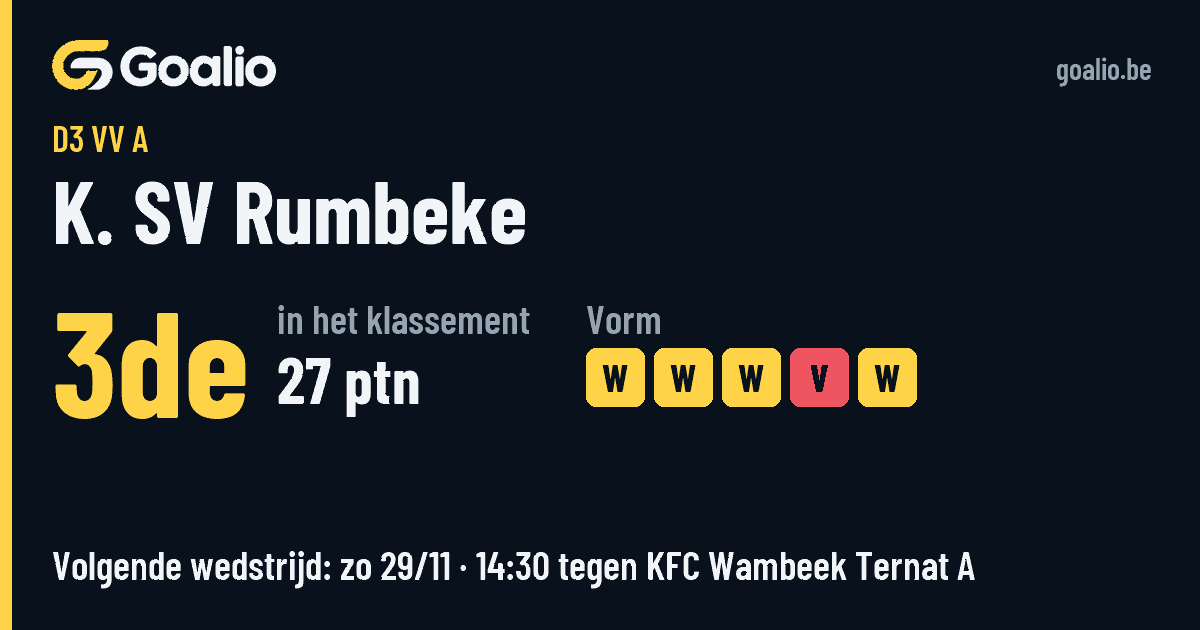 Goalio
goalio.be
D3 VV A
K. SV Rumbeke
3de
in het klassement
27 ptn
Vorm
W W W V W
Volgende wedstrijd: zo 29/11 · 14:30 tegen KFC Wambeek Ternat A